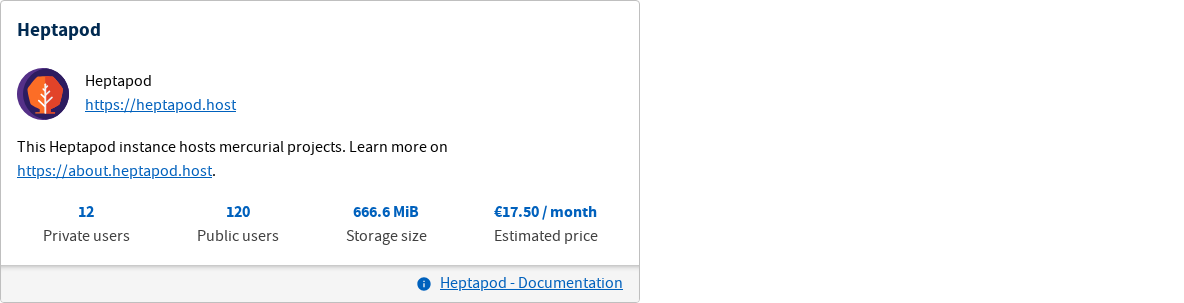 Heptapod
Heptapod
https://heptapod.host
This Heptapod instance hosts mercurial projects. Learn more on
https://about.heptapod.host.
12 120 666.6 MiB €17.50 / month
Private users Public users Storage size Estimated price
Heptapod - Documentation